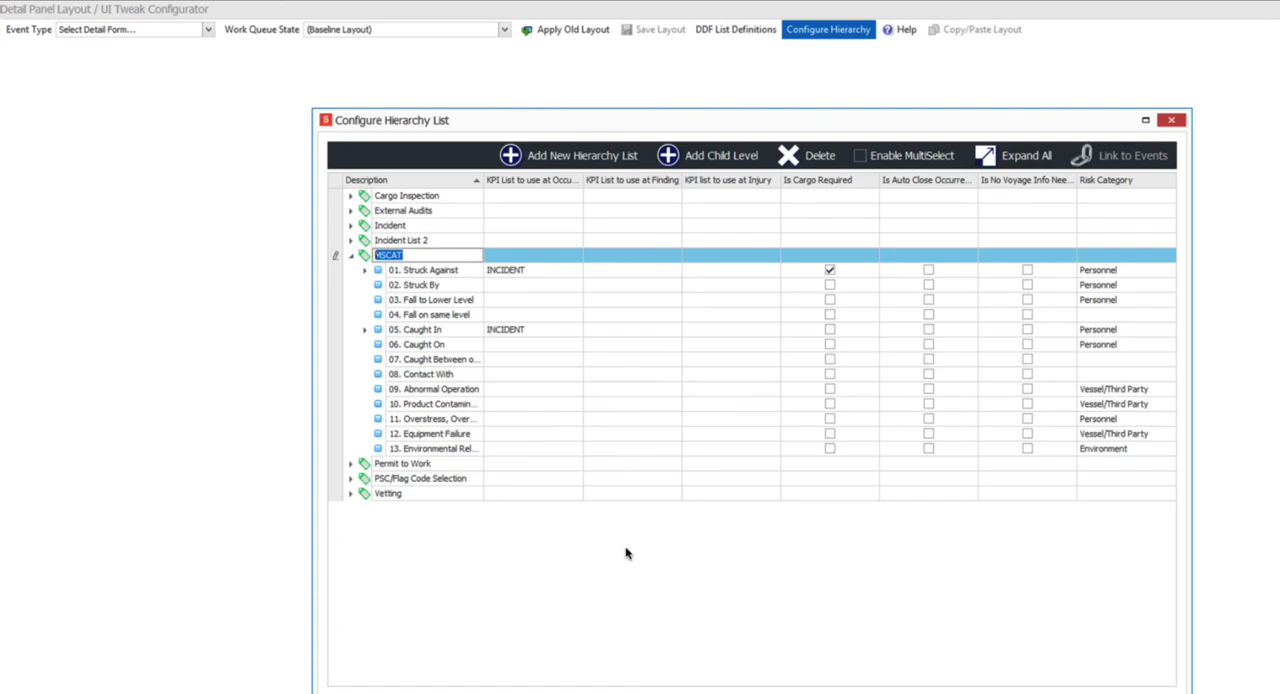 Detail Panel Layout / UI Tweak Configurator
Event Type Select Detail Form... Work Queue State (Baseline Layout) Apply Old Layout Save Layout DDF List Definitions Configure Hierarchy Help Copy/Paste Layout
S Configure Hierarchy List
Add New Hierarchy List Add Child Level Delete Enable MultiSelect Expand All Link to Events
Description KPI List to use at Occu... KPI List to use at Finding KPI list to use at Injury Is Cargo Required Is Auto Close Occurre... Is No Voyage Info Nee... Risk Category
Cargo Inspection
External Audits
Incident
Incident List 2
MSCAT
01. Struck Against INCIDENT Personnel
02. Struck By Personnel
03. Fall to Lower Level Personnel
04. Fall on same level
05. Caught In INCIDENT Personnel
06. Caught On Personnel
07. Caught Between o...
08. Contact With
09. Abnormal Operation Vessel/Third Party
10. Product Contamin... Vessel/Third Party
11. Overstress, Over... Personnel
12. Equipment Failure Vessel/Third Party
13. Environmental Rel... Environment
Permit to Work
PSC/Flag Code Selection
Vetting